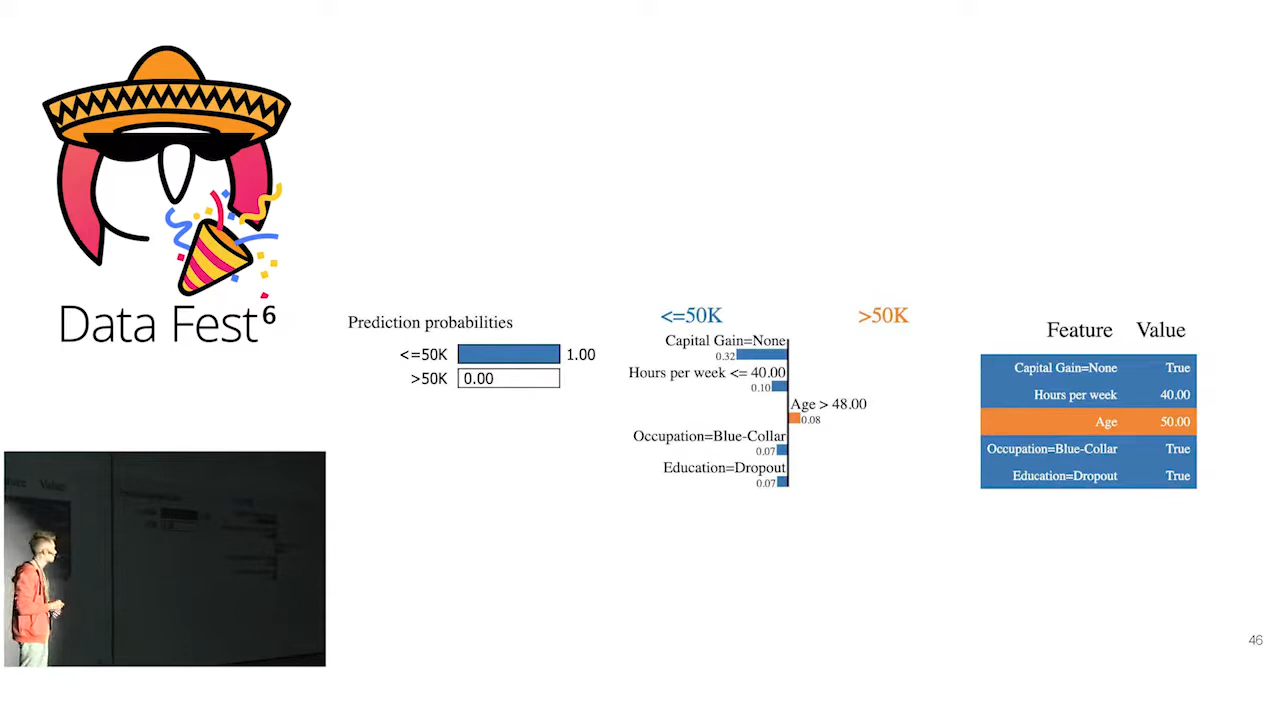 Data Fest⁶
Prediction probabilities
<=50K 1.00
>50K 0.00
<=50K >50K
Capital Gain=None
0.32
Hours per week <= 40.00
0.10
Age > 48.00
0.08
Occupation=Blue-Collar
0.07
Education=Dropout
0.07
Feature Value
Capital Gain=None True
Hours per week 40.00
Age 50.00
Occupation=Blue-Collar True
Education=Dropout True
46